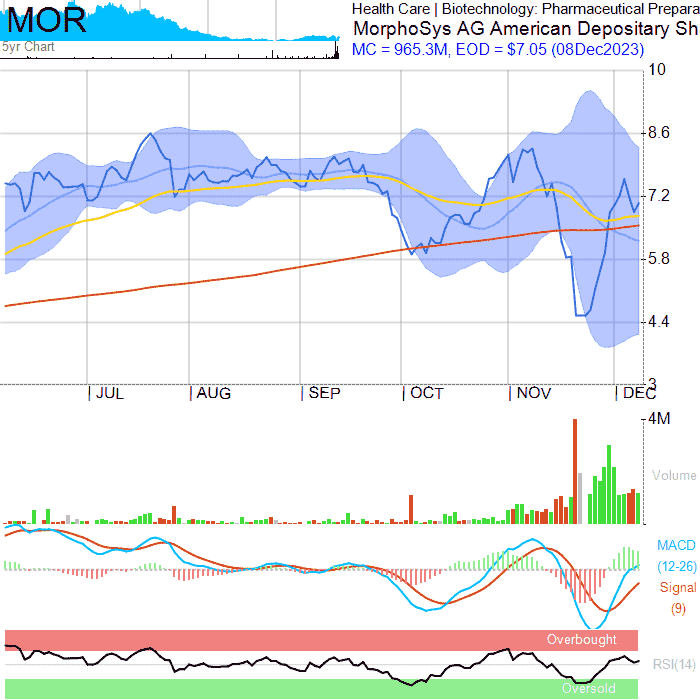 MOR
5yr Chart
Health Care | Biotechnology: Pharmaceutical Prepara
MorphoSys AG American Depositary Sh
MC = 965.3M, EOD = $7.05 (08Dec2023)
10
8.6
7.2
5.8
4.4
3
JUL AUG SEP OCT NOV DEC
4M
Volume
MACD
(12-26)
Signal
(9)
Overbought
RSI(14)
Oversold